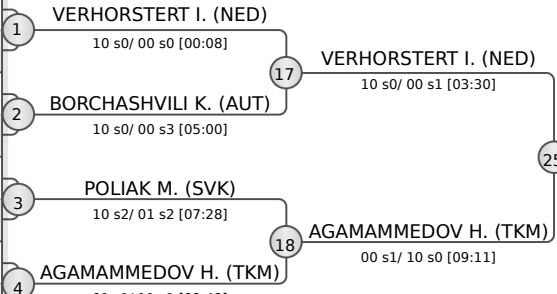 VERHORSTERT I. (NED)
1
10 s0/ 00 s0 [00:08]
VERHORSTERT I. (NED)
17
10 s0/ 00 s1 [03:30]
BORCHASHVILI K. (AUT)
2
10 s0/ 00 s3 [05:00]
25
POLIAK M. (SVK)
3
10 s2/ 01 s2 [07:28]
AGAMAMMEDOV H. (TKM)
18
00 s1/ 10 s0 [09:11]
AGAMAMMEDOV H. (TKM)
4